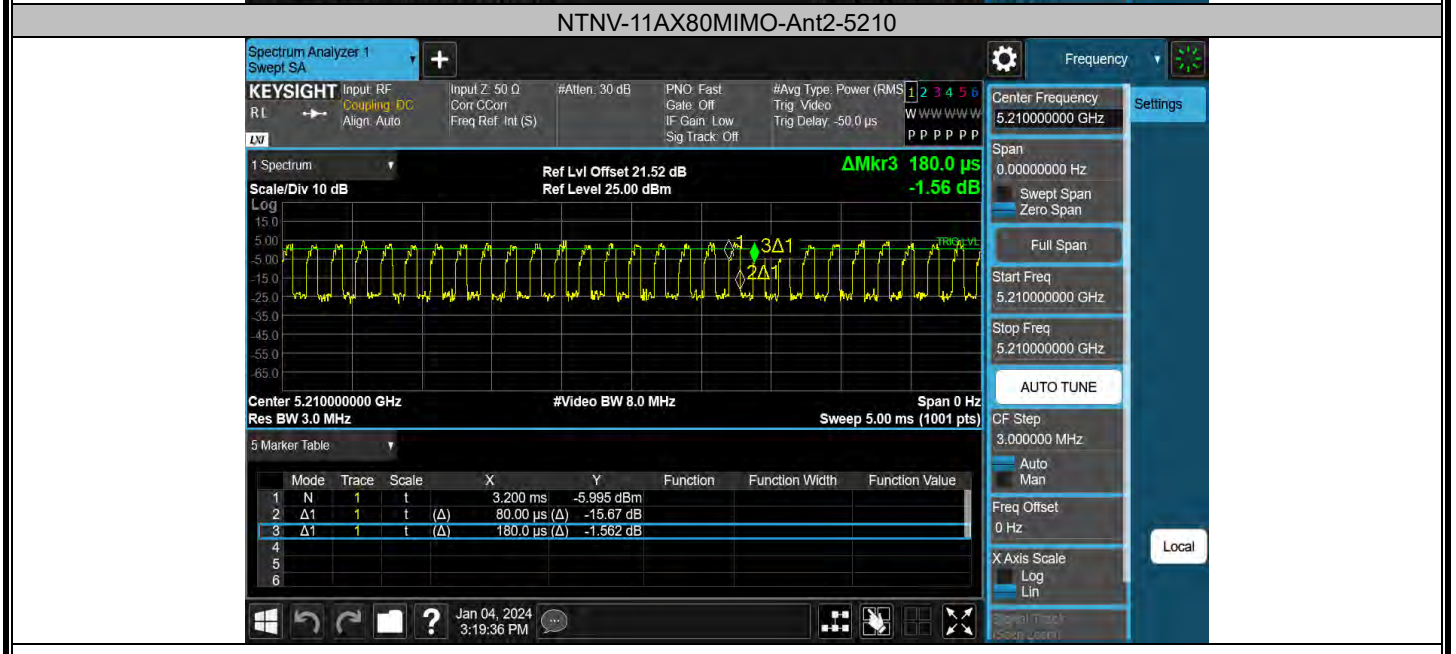 NTNV-11AX80MIMO-Ant2-5210
Spectrum Analyzer 1
Swept SA
Frequency
KEYSIGHT
RL
LXI
Input: RF
Coupling: DC
Align: Auto
Input Z: 50 Ω
Corr CCorr
Freq Ref: Int (S)
#Atten: 30 dB
PNO: Fast
Gate: Off
IF Gain: Low
Sig Track: Off
#Avg Type: Power (RMS
Trig: Video
Trig Delay: -50.0 µs
1 2 3 4 5 6
W W W W W W
P P P P P P
Center Frequency
5.210000000 GHz
Settings
Span
0.00000000 Hz
Swept Span
Zero Span
Full Span
Start Freq
5.210000000 GHz
Stop Freq
5.210000000 GHz
AUTO TUNE
CF Step
3.000000 MHz
Auto
Man
Freq Offset
0 Hz
X Axis Scale
Log
Lin
Local
1 Spectrum
Scale/Div 10 dB
Ref Lvl Offset 21.52 dB
Ref Level 25.00 dBm
ΔMkr3 180.0 µs
-1.56 dB
Log
15.0
5.00
-5.00
-15.0
-25.0
-35.0
-45.0
-55.0
-65.0
1
3Δ1
2Δ1
TRIG LVL
Center 5.210000000 GHz
#Video BW 8.0 MHz
Span 0 Hz
Res BW 3.0 MHz
Sweep 5.00 ms (1001 pts)
5 Marker Table
Mode Trace Scale X Y Function Function Width Function Value
1 N 1 t 3.200 ms -5.995 dBm
2 Δ1 1 t (Δ) 80.00 µs (Δ) -15.67 dB
3 Δ1 1 t (Δ) 180.0 µs (Δ) -1.562 dB
4
5
6
?
Jan 04, 2024
3:19:36 PM